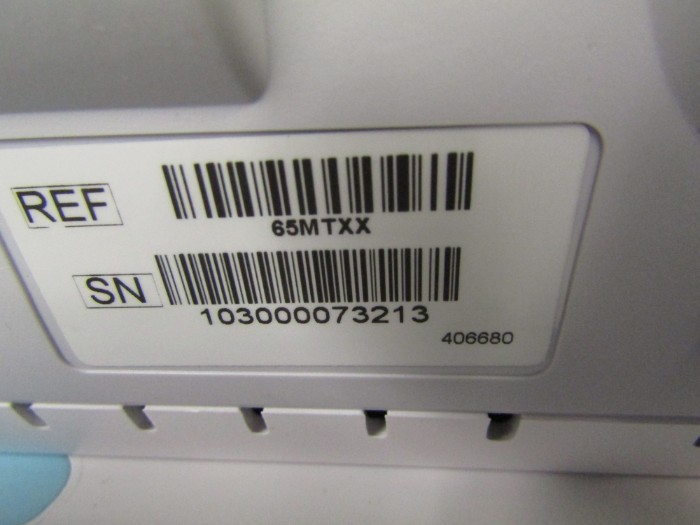 REF
65MTXX
SN
103000073213
406680